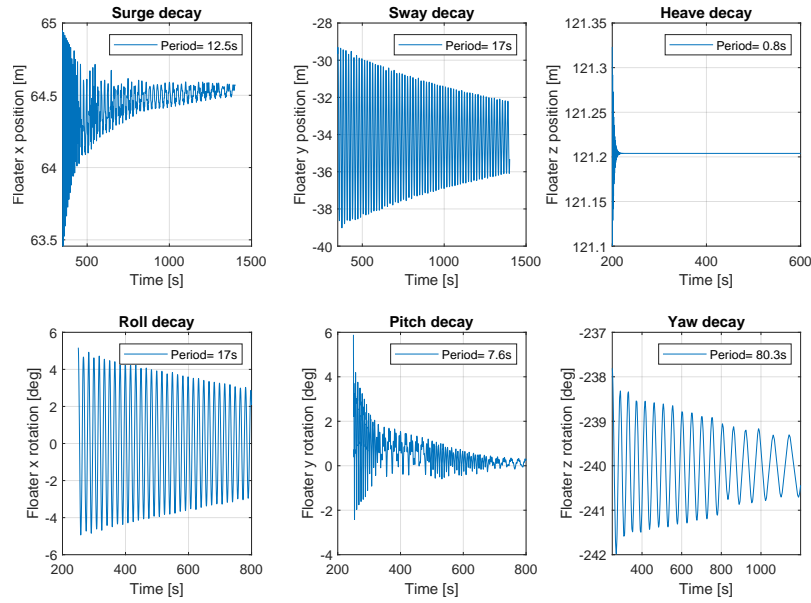 Surge decay
65
64.5
64
63.5
500
1000
1500
Floater x position [m]
Time [s]
Period= 12.5s
Sway decay
-28
-30
-32
-34
-36
-38
-40
500
1000
1500
Floater y position [m]
Time [s]
Period= 17s
Heave decay
121.35
121.3
121.25
121.2
121.15
121.1
200
400
600
Floater z position [m]
Time [s]
Period= 0.8s
Roll decay
6
4
2
0
-2
-4
-6
200
400
600
800
Floater x rotation [deg]
Time [s]
Period= 17s
Pitch decay
6
4
2
0
-2
-4
200
400
600
800
Floater y rotation [deg]
Time [s]
Period= 7.6s
Yaw decay
-237
-238
-239
-240
-241
-242
400
600
800
1000
Floater z rotation [deg]
Time [s]
Period= 80.3s